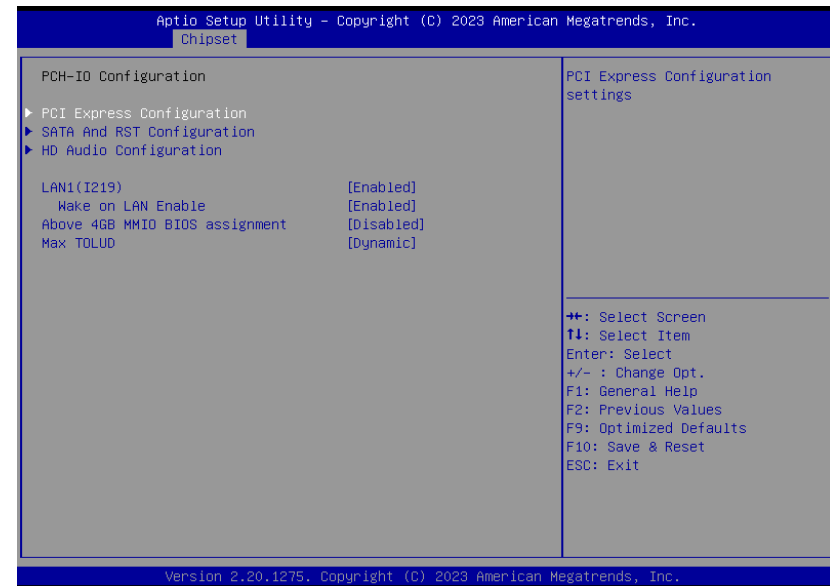 Aptio Setup Utility – Copyright (C) 2023 American Megatrends, Inc.
Chipset
PCH-IO Configuration
PCI Express Configuration
SATA And RST Configuration
HD Audio Configuration
LAN1(I219) [Enabled]
Wake on LAN Enable [Enabled]
Above 4GB MMIO BIOS assignment [Disabled]
Max TOLUD [Dynamic]
PCI Express Configuration
settings
→←: Select Screen
↑↓: Select Item
Enter: Select
+/- : Change Opt.
F1: General Help
F2: Previous Values
F9: Optimized Defaults
F10: Save & Reset
ESC: Exit
Version 2.20.1275. Copyright (C) 2023 American Megatrends, Inc.